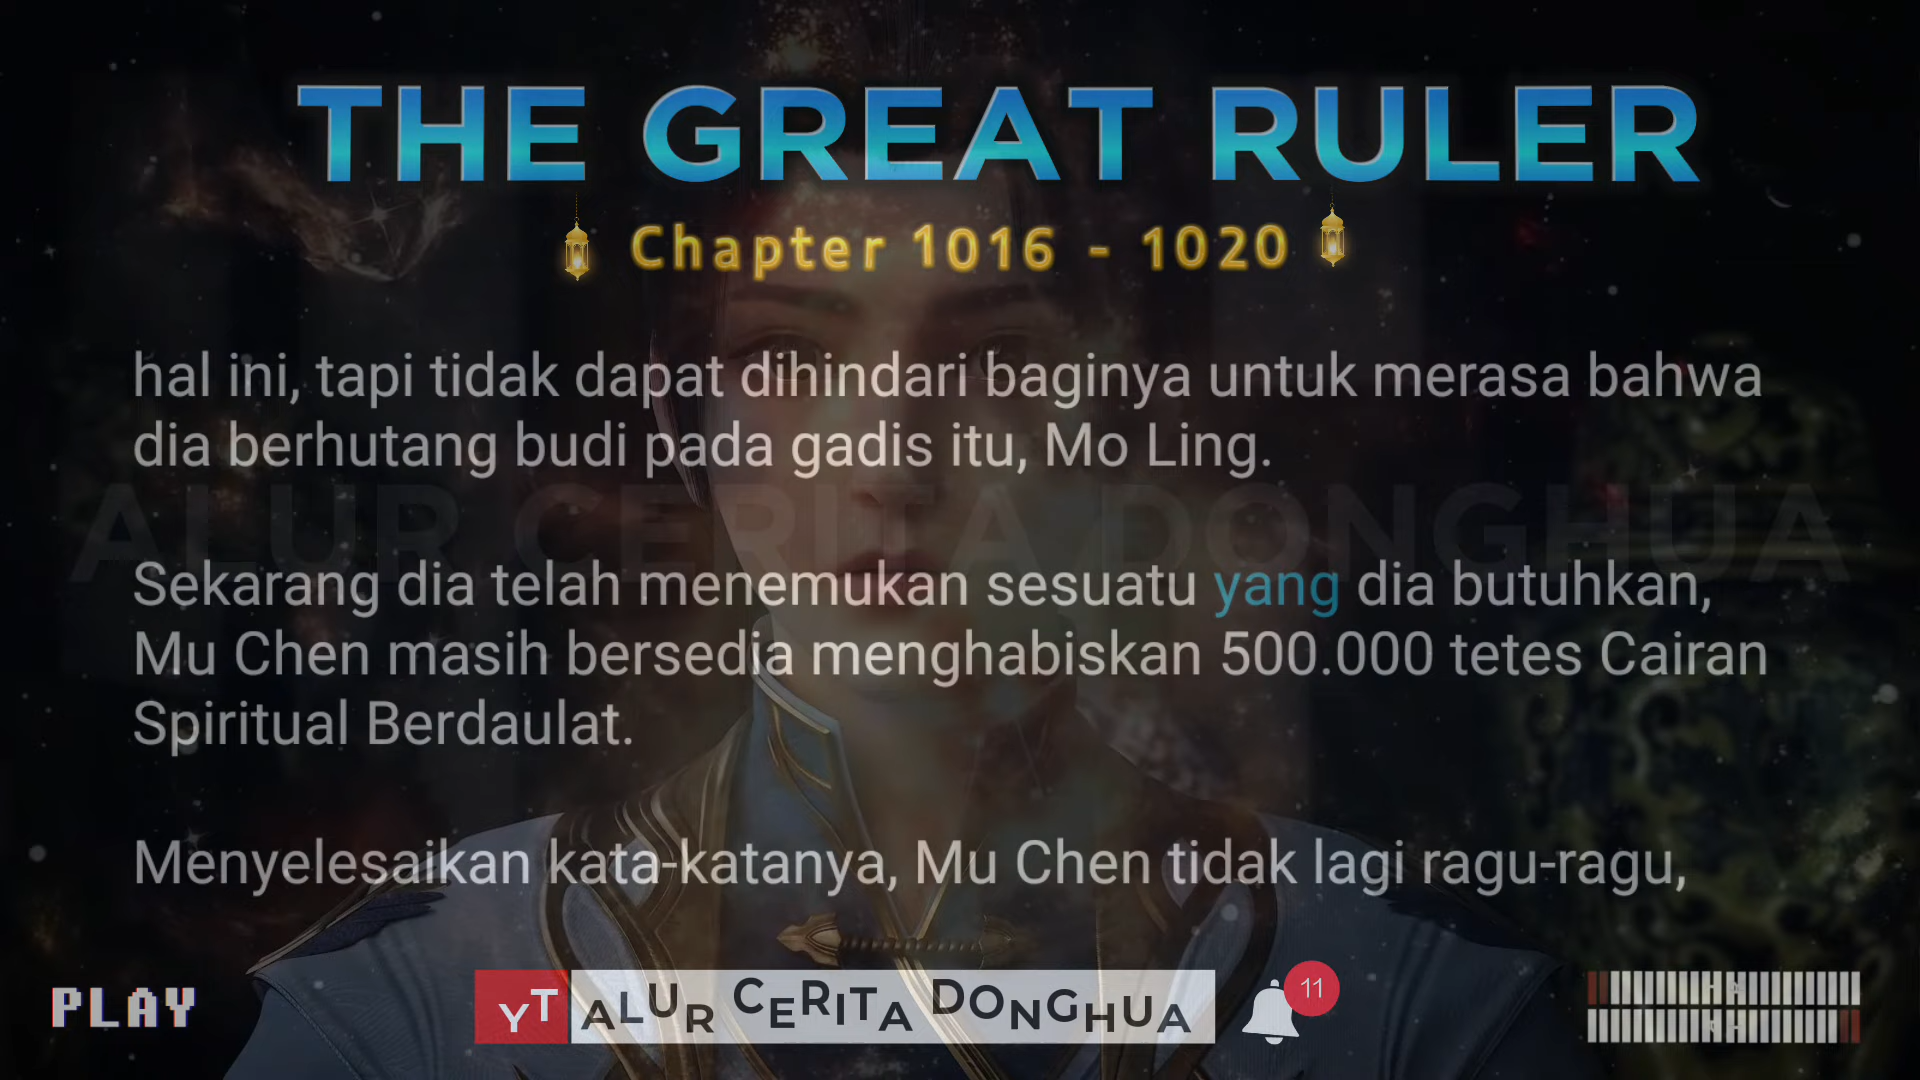 THE GREAT RULER
Chapter 1016 - 1020
hal ini, tapi tidak dapat dihindari baginya untuk merasa bahwa
dia berhutang budi pada gadis itu, Mo Ling.
ALUR CERITA DONGHUA
Sekarang dia telah menemukan sesuatu yang dia butuhkan,
Mu Chen masih bersedia menghabiskan 500.000 tetes Cairan
Spiritual Berdaulat.
Menyelesaikan kata-katanya, Mu Chen tidak lagi ragu-ragu,
PLAY
YT ALUR CERITA DONGHUA
11